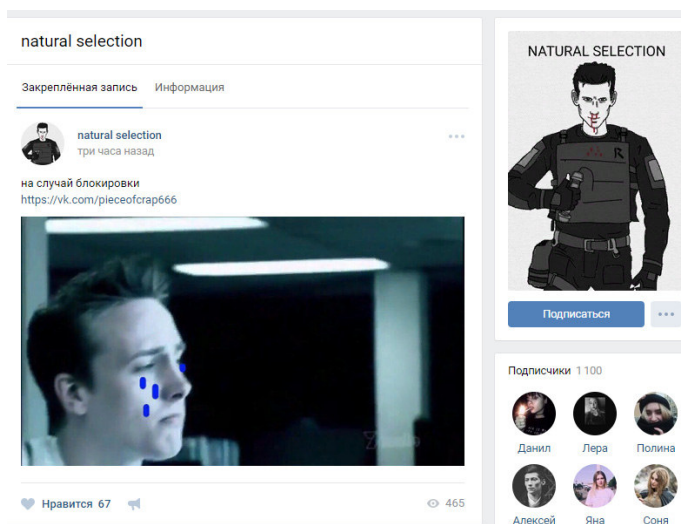 natural selection
Закреплённая запись Информация
natural selection
три часа назад
на случай блокировки
https://vk.com/pieceofcrap666
Нравится 67
465
NATURAL SELECTION
R
Подписаться
Подписчики 1 100
Данил Лера Полина
Алексей Яна Соня